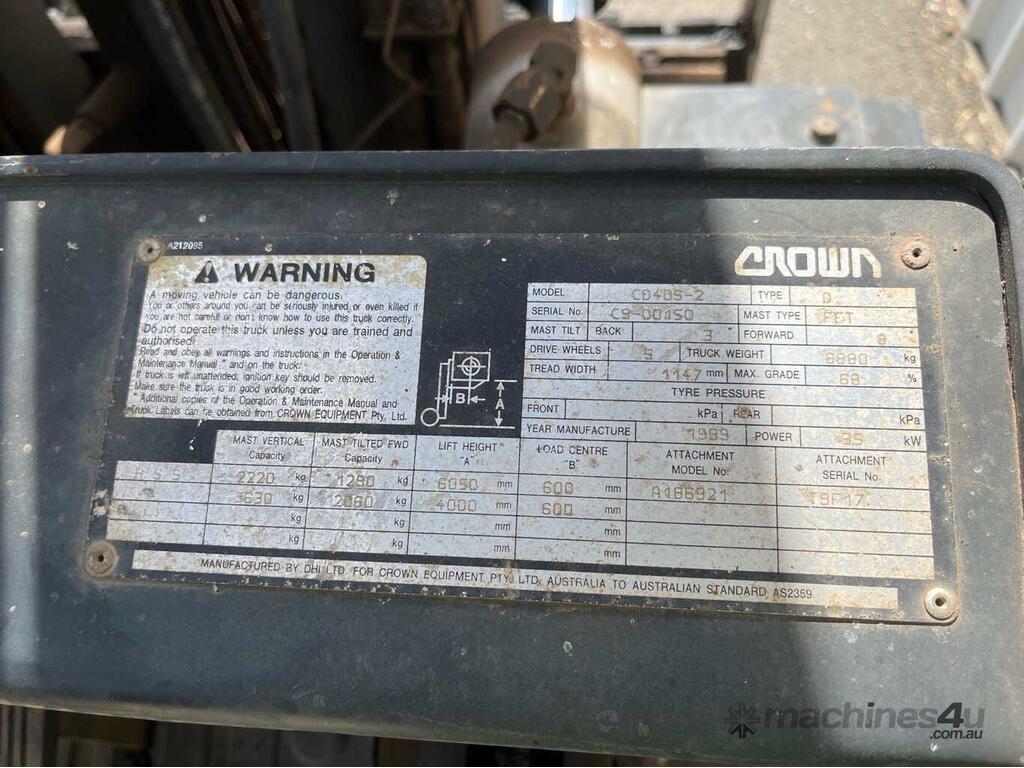 A212095
WARNING
A moving vehicle can be dangerous.
You or others around you can be seriously injured or even killed if
you are not careful or don't know how to use this truck correctly.
Do not operate this truck unless you are trained and
authorised.
Read and obey all warnings and instructions in the Operation &
Maintenance Manual and on the truck.
If truck is left unattended, ignition key should be removed.
Make sure the truck is in good working order.
Additional copies of the Operation & Maintenance Manual and
Truck Labels can be obtained from CROWN EQUIPMENT Pty, Ltd.
B
A
CROWN
MODEL CD40S-2 TYPE D
SERIAL No. C9-00150 MAST TYPE FFT
MAST TILT BACK 3 FORWARD
DRIVE WHEELS TRUCK WEIGHT kg
TREAD WIDTH 1147 mm MAX. GRADE %
TYRE PRESSURE
FRONT kPa REAR kPa
YEAR MANUFACTURE 1999 POWER kW
MAST VERTICAL Capacity MAST TILTED FWD Capacity LIFT HEIGHT "A" LOAD CENTRE "B" ATTACHMENT MODEL No. ATTACHMENT SERIAL No.
2220 kg 1290 kg 6050 mm 600 mm A186921 19F17
3630 kg 2060 kg 4000 mm 600 mm
kg kg mm mm
kg kg mm mm
MANUFACTURED BY DHI LTD. FOR CROWN EQUIPMENT PTY, LTD, AUSTRALIA TO AUSTRALIAN STANDARD AS2359
machines4u
.com.au